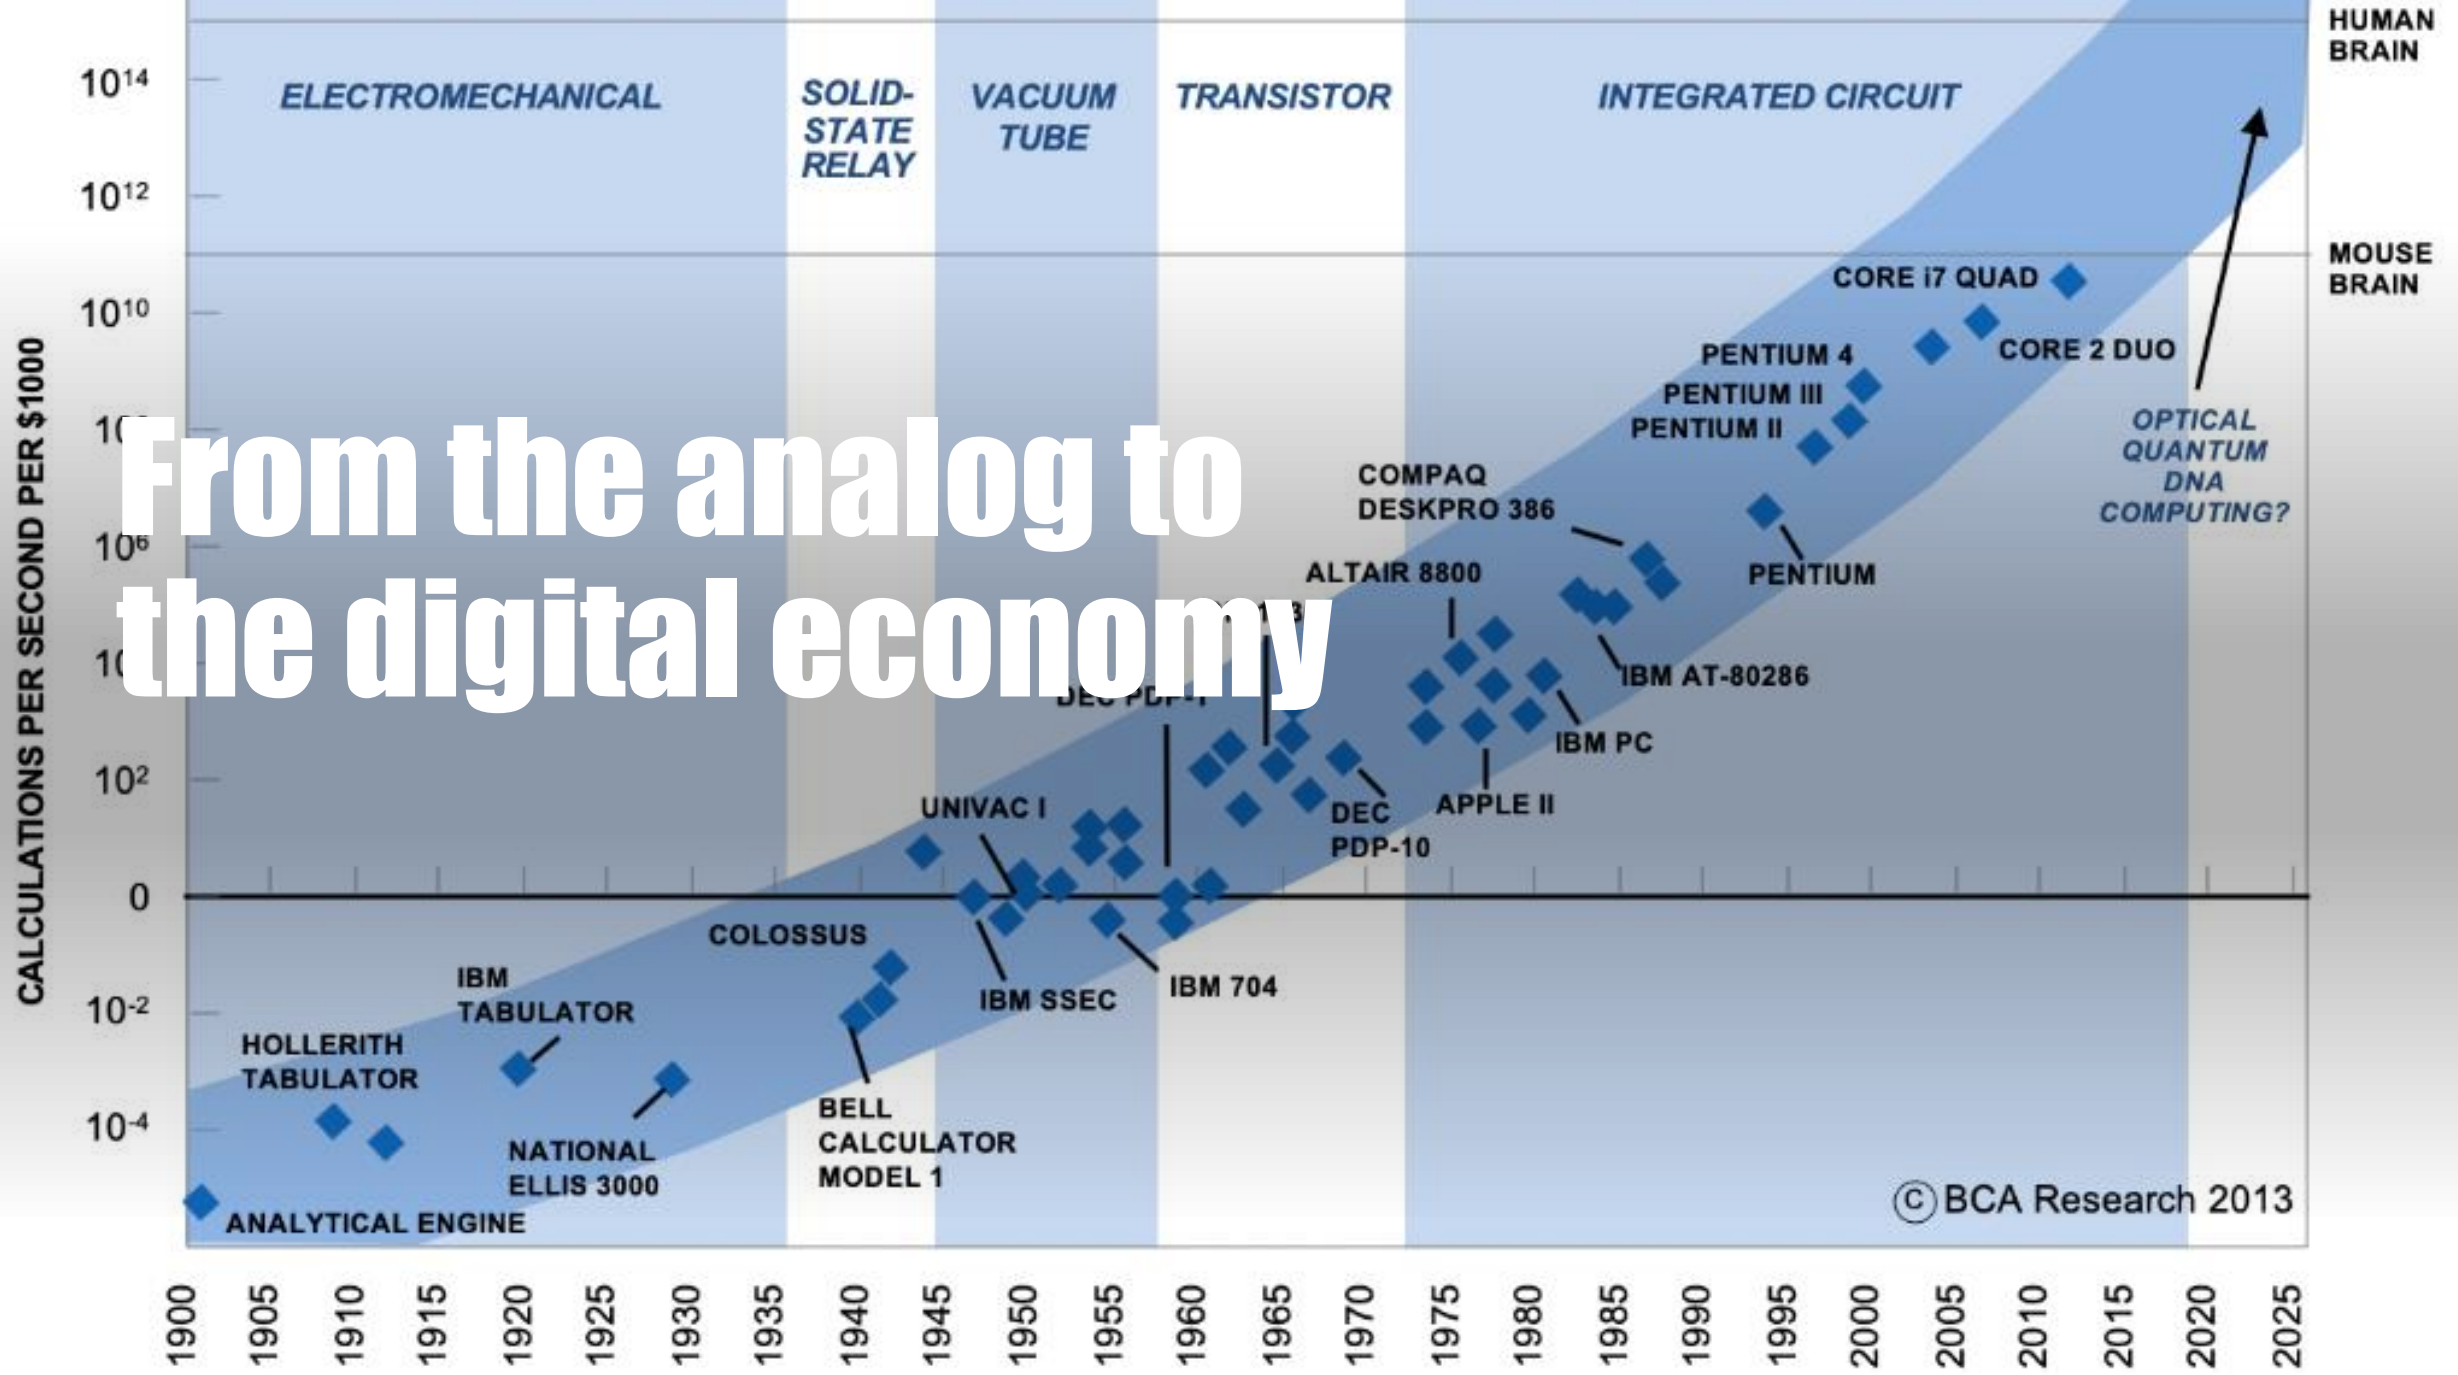 HUMAN
BRAIN
10¹⁴
ELECTROMECHANICAL
SOLID-
STATE
RELAY
VACUUM
TUBE
TRANSISTOR
INTEGRATED CIRCUIT
10¹²
MOUSE
BRAIN
10¹⁰
CORE i7 QUAD
CORE 2 DUO
PENTIUM 4
PENTIUM III
PENTIUM II
CALCULATIONS PER SECOND PER $1000
From the analog to
the digital economy
OPTICAL
QUANTUM
DNA
COMPUTING?
COMPAQ
DESKPRO 386
10⁶
ALTAIR 8800
PENTIUM
IBM AT-80286
DEC PDP-1
IBM PC
10²
UNIVAC I
DEC
PDP-10
APPLE II
0
COLOSSUS
IBM
TABULATOR
IBM SSEC
IBM 704
10⁻²
HOLLERITH
TABULATOR
10⁻⁴
NATIONAL
ELLIS 3000
BELL
CALCULATOR
MODEL 1
ANALYTICAL ENGINE
© BCA Research 2013
1900
1905
1910
1915
1920
1925
1930
1935
1940
1945
1950
1955
1960
1965
1970
1975
1980
1985
1990
1995
2000
2005
2010
2015
2020
2025